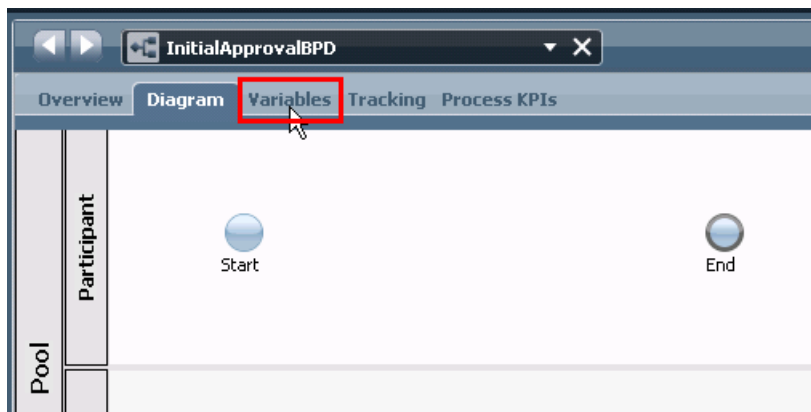 InitialApprovalBPD
Overview Diagram Variables Tracking Process KPIs
Participant
Start
End
Pool